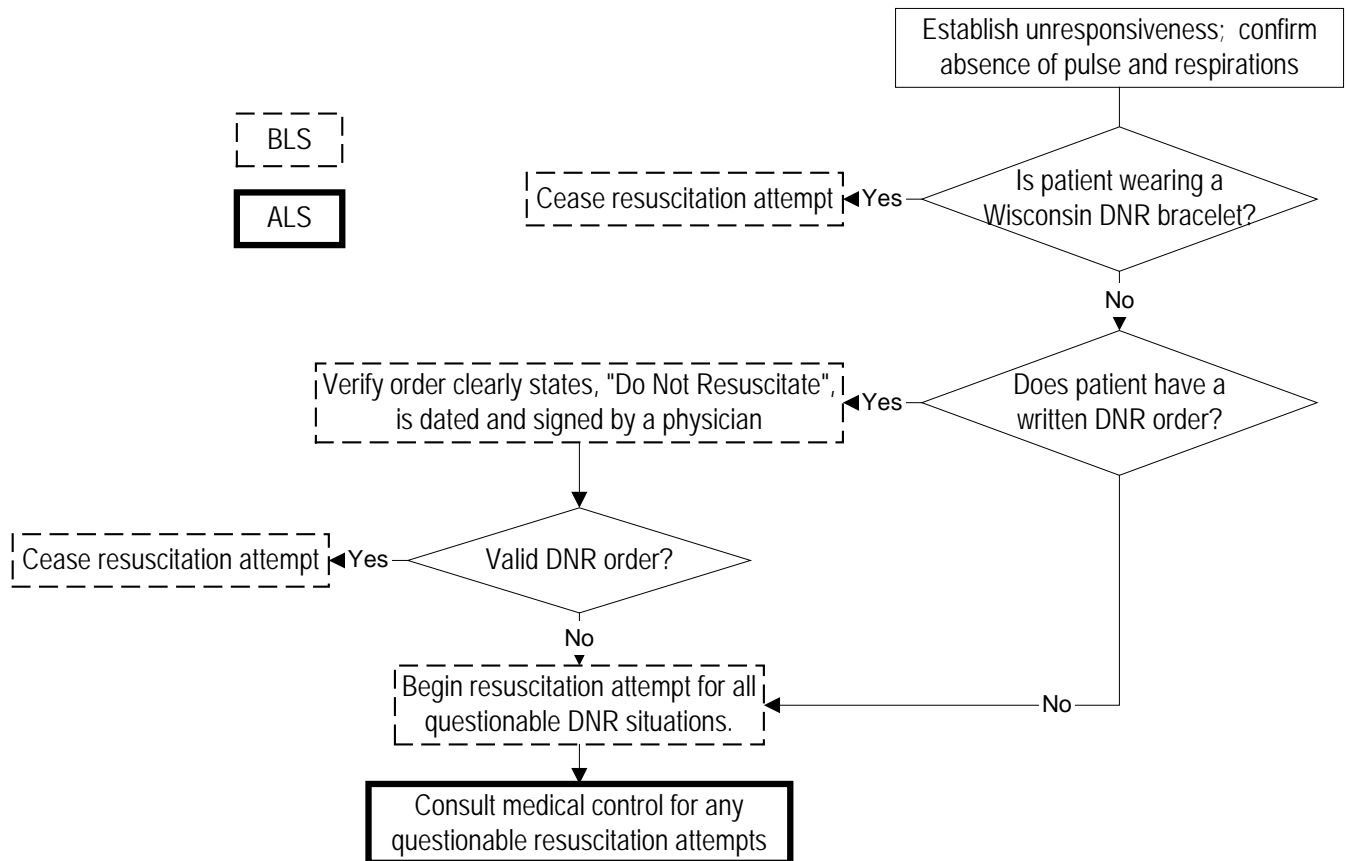 Establish unresponsiveness; confirm
absence of pulse and respirations
BLS
ALS
Is patient wearing a
Wisconsin DNR bracelet?
Yes
Cease resuscitation attempt
No
Does patient have a
written DNR order?
Yes
Verify order clearly states, "Do Not Resuscitate",
is dated and signed by a physician
Valid DNR order?
Yes
Cease resuscitation attempt
No
Begin resuscitation attempt for all
questionable DNR situations.
No
Consult medical control for any
questionable resuscitation attempts